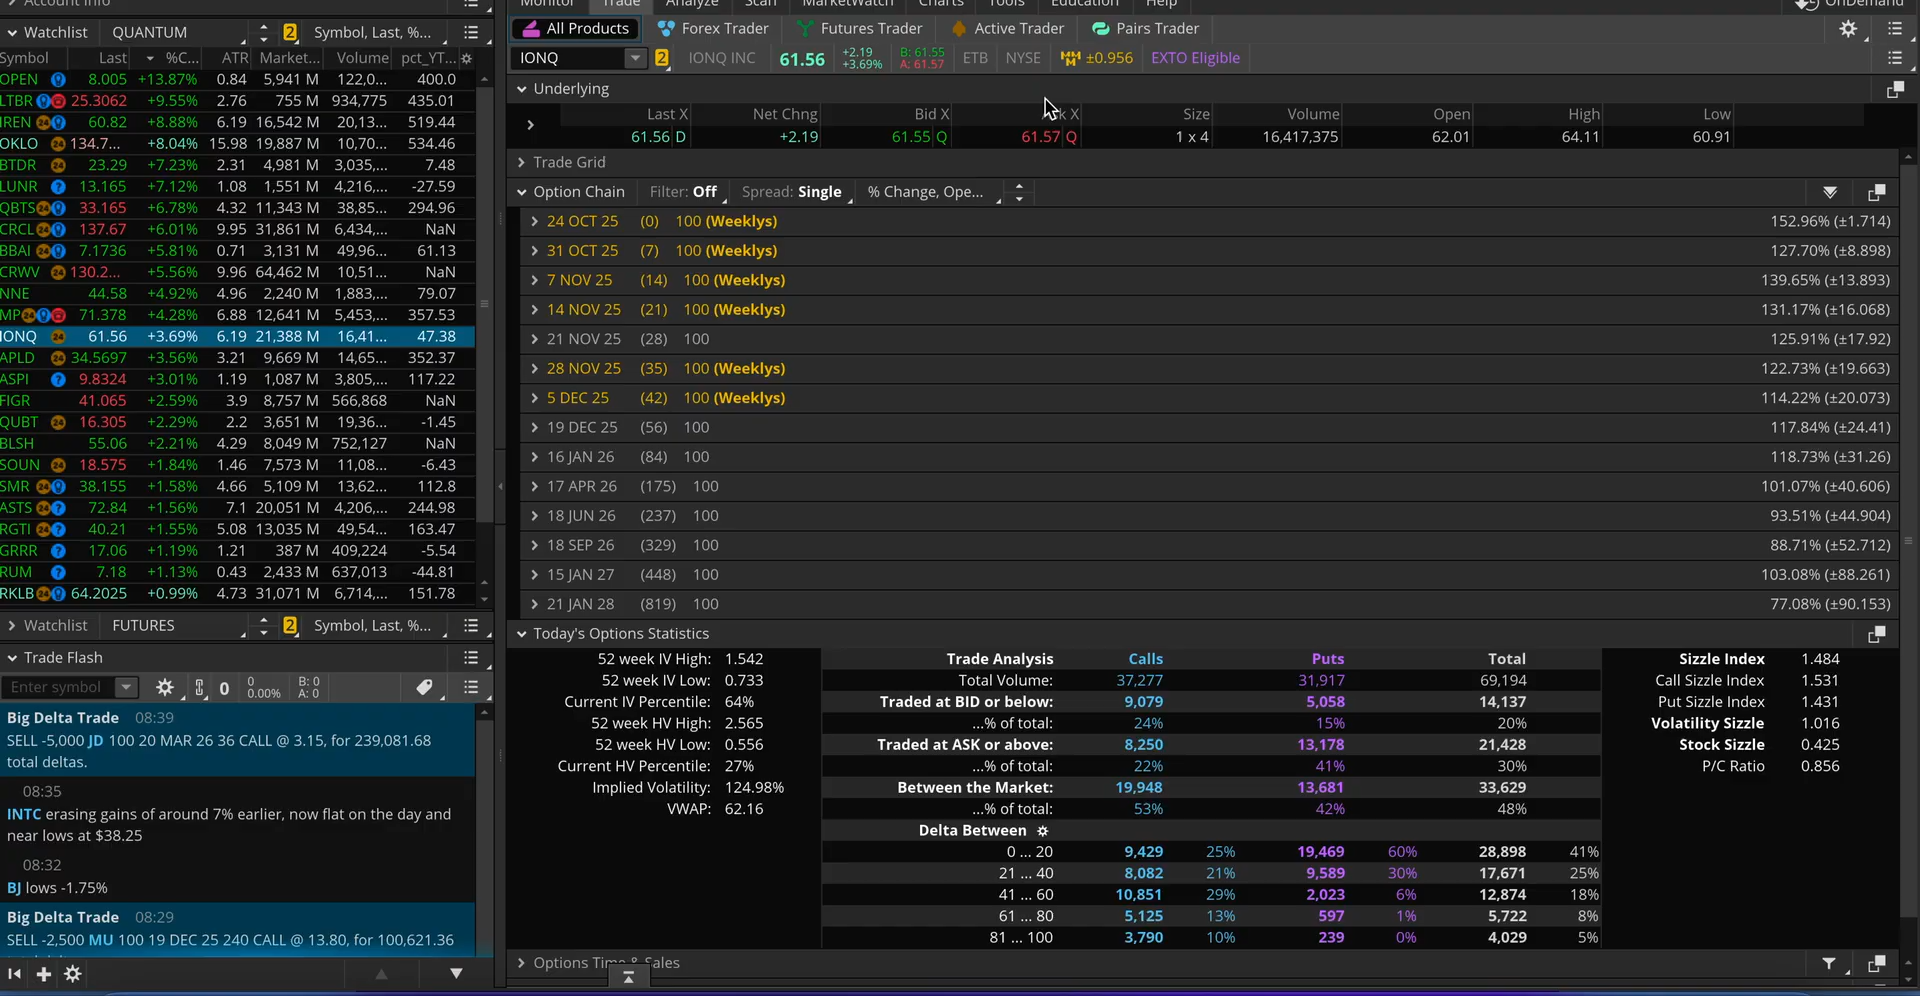 Account Info
Monitor Trade Analyze Scan MarketWatch Charts Tools Education Help OnDemand
Watchlist QUANTUM 2 Symbol, Last, %...
All Products Forex Trader Futures Trader Active Trader Pairs Trader
IONQ 2 IONQ INC 61.56 +2.19 +3.69% B: 61.55 A: 61.57 ETB NYSE ±0.956 EXTO Eligible
Symbol Last %C... ATR Market... Volume pct_YT...
OPEN 8.005 +13.87% 0.84 5,941 M 122,0... 400.0
LTBR 25.3062 +9.55% 2.76 755 M 934,775 435.01
IREN 24 60.82 +8.88% 6.19 16,542 M 20,13... 519.44
OKLO 24 134.7... +8.04% 15.98 19,887 M 10,70... 534.46
BTDR 23.29 +7.23% 2.31 4,981 M 3,035,... 7.48
LUNR 13.165 +7.12% 1.08 1,551 M 4,216,... -27.59
QBTS 24 33.165 +6.78% 4.32 11,343 M 38,85... 294.96
CRCL 24 137.67 +6.01% 9.95 31,861 M 6,434,... NaN
BBAI 24 7.1736 +5.81% 0.71 3,131 M 49,96... 61.13
CRWV 24 130.2... +5.56% 9.96 64,462 M 10,51... NaN
NNE 44.58 +4.92% 4.96 2,240 M 1,883,... 79.07
MP 24 71.378 +4.28% 6.88 12,641 M 5,453,... 357.53
IONQ 24 61.56 +3.69% 6.19 21,388 M 16,41... 47.38
APLD 24 34.5697 +3.56% 3.21 9,669 M 14,65... 352.37
ASPI ? 9.8324 +3.01% 1.19 1,087 M 3,805,... 117.22
FIGR 41.065 +2.59% 3.9 8,757 M 566,868 NaN
QUBT 24 16.305 +2.29% 2.2 3,651 M 19,36... -1.45
BLSH 55.06 +2.21% 4.29 8,049 M 752,127 NaN
SOUN 24 18.575 +1.84% 1.46 7,573 M 11,08... -6.43
SMR 24 38.155 +1.58% 4.66 5,109 M 13,62... 112.8
ASTS 24 ? 72.84 +1.56% 7.1 20,051 M 4,206,... 244.98
RGTI 24 40.21 +1.55% 5.08 13,035 M 49,54... 163.47
GRRR ? 17.06 +1.19% 1.21 387 M 409,224 -5.54
RUM ? 7.18 +1.13% 0.43 2,433 M 637,013 -44.81
RKLB 24 64.2025 +0.99% 4.73 31,071 M 6,714,... 151.78
Watchlist FUTURES 2 Symbol, Last, %...
Trade Flash
Enter symbol 0 0 0.00% B: 0 A: 0
Big Delta Trade 08:39
SELL -5,000 JD 100 20 MAR 26 36 CALL @ 3.15, for 239,081.68
total deltas.
08:35
INTC erasing gains of around 7% earlier, now flat on the day and
near lows at $38.25
08:32
BJ lows -1.75%
Big Delta Trade 08:29
SELL -2,500 MU 100 19 DEC 25 240 CALL @ 13.80, for 100,621.36
Underlying
Last X Net Chng Bid X X Size Volume Open High Low
61.56 D +2.19 61.55 Q 61.57 Q 1 x 4 16,417,375 62.01 64.11 60.91
Trade Grid
Option Chain Filter: Off Spread: Single % Change, Ope...
24 OCT 25 (0) 100 (Weeklys) 152.96% (±1.714)
31 OCT 25 (7) 100 (Weeklys) 127.70% (±8.898)
7 NOV 25 (14) 100 (Weeklys) 139.65% (±13.893)
14 NOV 25 (21) 100 (Weeklys) 131.17% (±16.068)
21 NOV 25 (28) 100 125.91% (±17.92)
28 NOV 25 (35) 100 (Weeklys) 122.73% (±19.663)
5 DEC 25 (42) 100 (Weeklys) 114.22% (±20.073)
19 DEC 25 (56) 100 117.84% (±24.41)
16 JAN 26 (84) 100 118.73% (±31.26)
17 APR 26 (175) 100 101.07% (±40.606)
18 JUN 26 (237) 100 93.51% (±44.904)
18 SEP 26 (329) 100 88.71% (±52.712)
15 JAN 27 (448) 100 103.08% (±88.261)
21 JAN 28 (819) 100 77.08% (±90.153)
Today's Options Statistics
52 week IV High: 1.542 Trade Analysis Calls Puts Total Sizzle Index 1.484
52 week IV Low: 0.733 Total Volume: 37,277 31,917 69,194 Call Sizzle Index 1.531
Current IV Percentile: 64% Traded at BID or below: 9,079 5,058 14,137 Put Sizzle Index 1.431
52 week HV High: 2.565 ...% of total: 24% 15% 20% Volatility Sizzle 1.016
52 week HV Low: 0.556 Traded at ASK or above: 8,250 13,178 21,428 Stock Sizzle 0.425
Current HV Percentile: 27% ...% of total: 22% 41% 30% P/C Ratio 0.856
Implied Volatility: 124.98% Between the Market: 19,948 13,681 33,629
VWAP: 62.16 ...% of total: 53% 42% 48%
Delta Between
0 ... 20 9,429 25% 19,469 60% 28,898 41%
21 ... 40 8,082 21% 9,589 30% 17,671 25%
41 ... 60 10,851 29% 2,023 6% 12,874 18%
61 ... 80 5,125 13% 597 1% 5,722 8%
81 ... 100 3,790 10% 239 0% 4,029 5%
Options Time & Sales